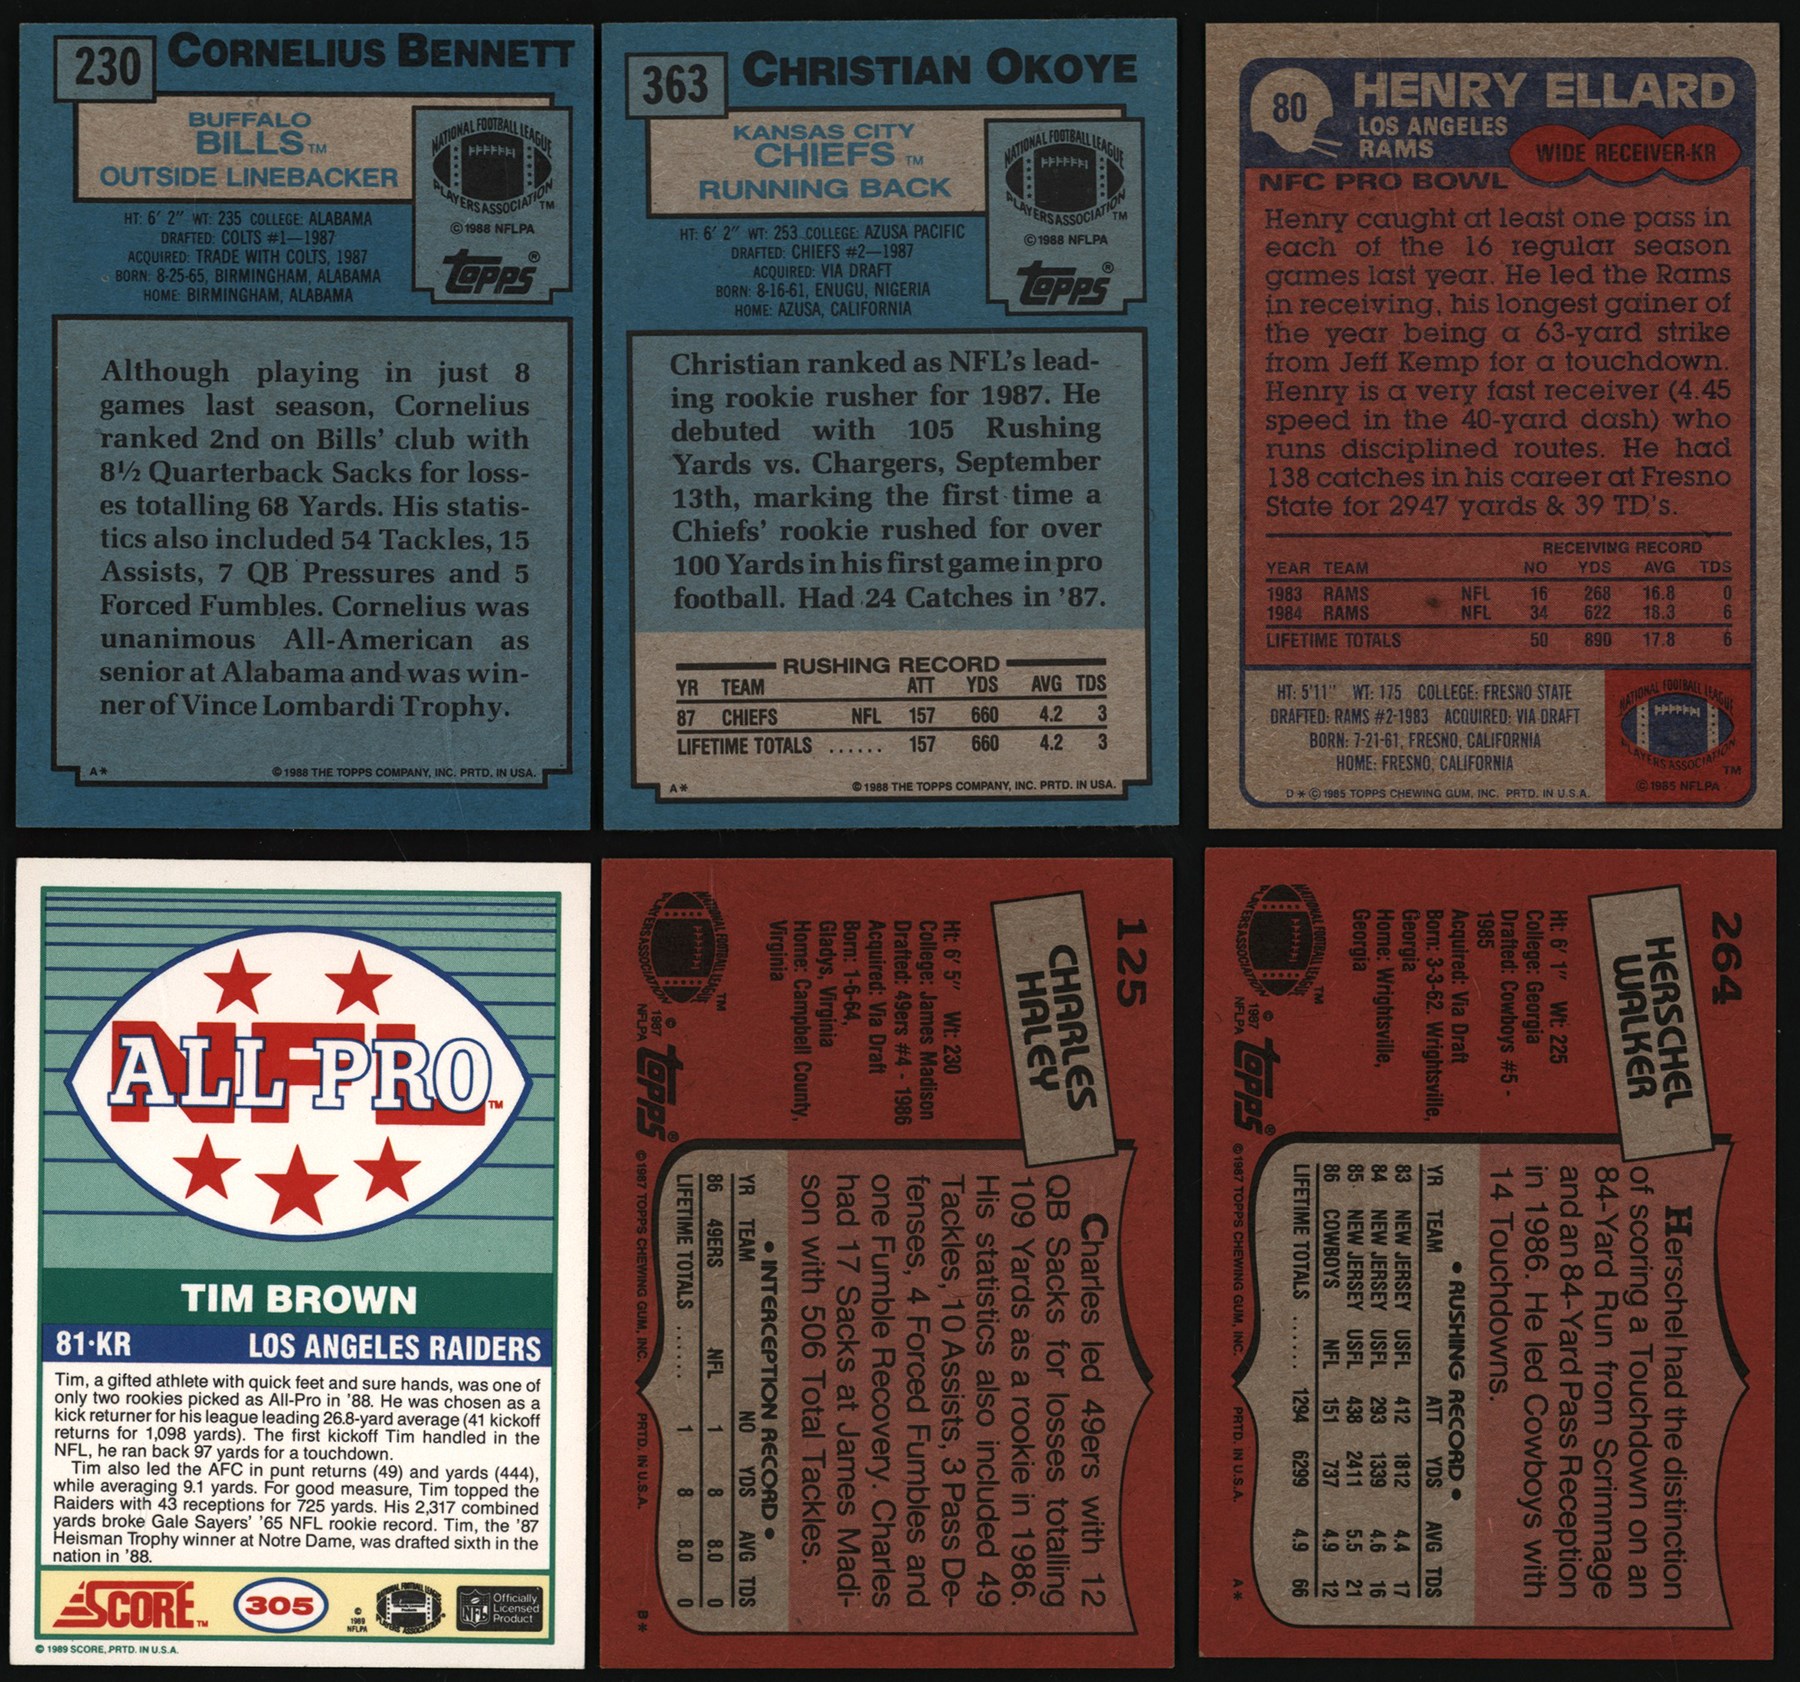 230
CORNELIUS BENNETT
BUFFALO
BILLS™
OUTSIDE LINEBACKER
NATIONAL FOOTBALL LEAGUE
PLAYERS ASSOCIATION™
©1988 NFLPA
Topps®
HT: 6' 2" WT: 235 COLLEGE: ALABAMA
DRAFTED: COLTS #1—1987
ACQUIRED: TRADE WITH COLTS, 1987
BORN: 8-25-65, BIRMINGHAM, ALABAMA
HOME: BIRMINGHAM, ALABAMA
Although playing in just 8
games last season, Cornelius
ranked 2nd on Bills' club with
8½ Quarterback Sacks for loss-
es totalling 68 Yards. His statis-
tics also included 54 Tackles, 15
Assists, 7 QB Pressures and 5
Forced Fumbles. Cornelius was
unanimous All-American as
senior at Alabama and was win-
ner of Vince Lombardi Trophy.
A* ©1988 THE TOPPS COMPANY, INC. PRTD. IN USA.
363
CHRISTIAN OKOYE
KANSAS CITY
CHIEFS™
RUNNING BACK
NATIONAL FOOTBALL LEAGUE
PLAYERS ASSOCIATION™
©1988 NFLPA
Topps®
HT: 6' 2" WT: 253 COLLEGE: AZUSA PACIFIC
DRAFTED: CHIEFS #2—1987
ACQUIRED: VIA DRAFT
BORN: 8-16-61, ENUGU, NIGERIA
HOME: AZUSA, CALIFORNIA
Christian ranked as NFL's lead-
ing rookie rusher for 1987. He
debuted with 105 Rushing
Yards vs. Chargers, September
13th, marking the first time a
Chiefs' rookie rushed for over
100 Yards in his first game in pro
football. Had 24 Catches in '87.
RUSHING RECORD
YR TEAM ATT YDS AVG TDS
87 CHIEFS NFL 157 660 4.2 3
LIFETIME TOTALS ...... 157 660 4.2 3
A* ©1988 THE TOPPS COMPANY, INC. PRTD. IN USA.
80
HENRY ELLARD
LOS ANGELES
RAMS
WIDE RECEIVER-KR
NFC PRO BOWL
Henry caught at least one pass in
each of the 16 regular season
games last year. He led the Rams
in receiving, his longest gainer of
the year being a 63-yard strike
from Jeff Kemp for a touchdown.
Henry is a very fast receiver (4.45
speed in the 40-yard dash) who
runs disciplined routes. He had
138 catches in his career at Fresno
State for 2947 yards & 39 TD's.
RECEIVING RECORD
YEAR TEAM NO YDS AVG TDS
1983 RAMS NFL 16 268 16.8 0
1984 RAMS NFL 34 622 18.3 6
LIFETIME TOTALS 50 890 17.8 6
HT: 5'11" WT: 175 COLLEGE: FRESNO STATE
DRAFTED: RAMS #2-1983 ACQUIRED: VIA DRAFT
BORN: 7-21-61, FRESNO, CALIFORNIA
HOME: FRESNO, CALIFORNIA
D * © 1985 TOPPS CHEWING GUM, INC. PRTD. IN U.S.A.
NATIONAL FOOTBALL LEAGUE
PLAYERS ASSOCIATION™
©1985 NFLPA
NFL
ALL-PRO™
TIM BROWN
81·KR LOS ANGELES RAIDERS
Tim, a gifted athlete with quick feet and sure hands, was one of
only two rookies picked as All-Pro in '88. He was chosen as a
kick returner for his league leading 26.8-yard average (41 kickoff
returns for 1,098 yards). The first kickoff Tim handled in the
NFL, he ran back 97 yards for a touchdown.
Tim also led the AFC in punt returns (49) and yards (444),
while averaging 9.1 yards. For good measure, Tim topped the
Raiders with 43 receptions for 725 yards. His 2,317 combined
yards broke Gale Sayers' '65 NFL rookie record. Tim, the '87
Heisman Trophy winner at Notre Dame, was drafted sixth in the
nation in '88.
SCORE™
305
©
1989
NFLPA
NFL
Officially
Licensed
Product
© 1989 SCORE, PRTD. IN U.S.A.
125
CHARLES
HALEY
Ht: 6' 5" Wt: 230
College: James Madison
Drafted: 49ers #4 - 1986
Acquired: Via Draft
Born: 1-6-64,
Gladys, Virginia
Home: Campbell County,
Virginia
NATIONAL FOOTBALL LEAGUE
PLAYERS ASSOCIATION™
©
1987
NFLPA
Topps®
Charles led 49ers with 12
QB Sacks for losses totalling
109 Yards as a rookie in 1986.
His statistics also included 49
Tackles, 10 Assists, 3 Pass De-
fenses, 4 Forced Fumbles and
one Fumble Recovery. Charles
had 17 Sacks at James Madi-
son with 506 Total Tackles.
• INTERCEPTION RECORD •
YR TEAM NO YDS AVG TDS
86 49ERS NFL 1 8 8.0 0
LIFETIME TOTALS ...... 1 8 8.0 0
©1987 TOPPS CHEWING GUM, INC. PRTD. IN U.S.A. B*
264
HERSCHEL
WALKER
Ht: 6' 1" Wt: 225
College: Georgia
Drafted: Cowboys #5 -
1985
Acquired: Via Draft
Born: 3-3-62. Wrightsville,
Georgia
Home: Wrightsville,
Georgia
NATIONAL FOOTBALL LEAGUE
PLAYERS ASSOCIATION™
©
1987
NFLPA
Topps®
Herschel had the distinction
of scoring a Touchdown on an
84-Yard Run from Scrimmage
and an 84-Yard Pass Reception
in 1986. He led Cowboys with
14 Touchdowns.
• RUSHING RECORD •
YR TEAM ATT YDS AVG TDS
83 NEW JERSEY USFL 412 1812 4.4 17
84 NEW JERSEY USFL 293 1339 4.6 16
85 NEW JERSEY USFL 438 2411 5.5 21
86 COWBOYS NFL 151 737 4.9 12
LIFETIME TOTALS ...... 1294 6299 4.9 66
©1987 TOPPS CHEWING GUM, INC. PRTD. IN U.S.A. A*